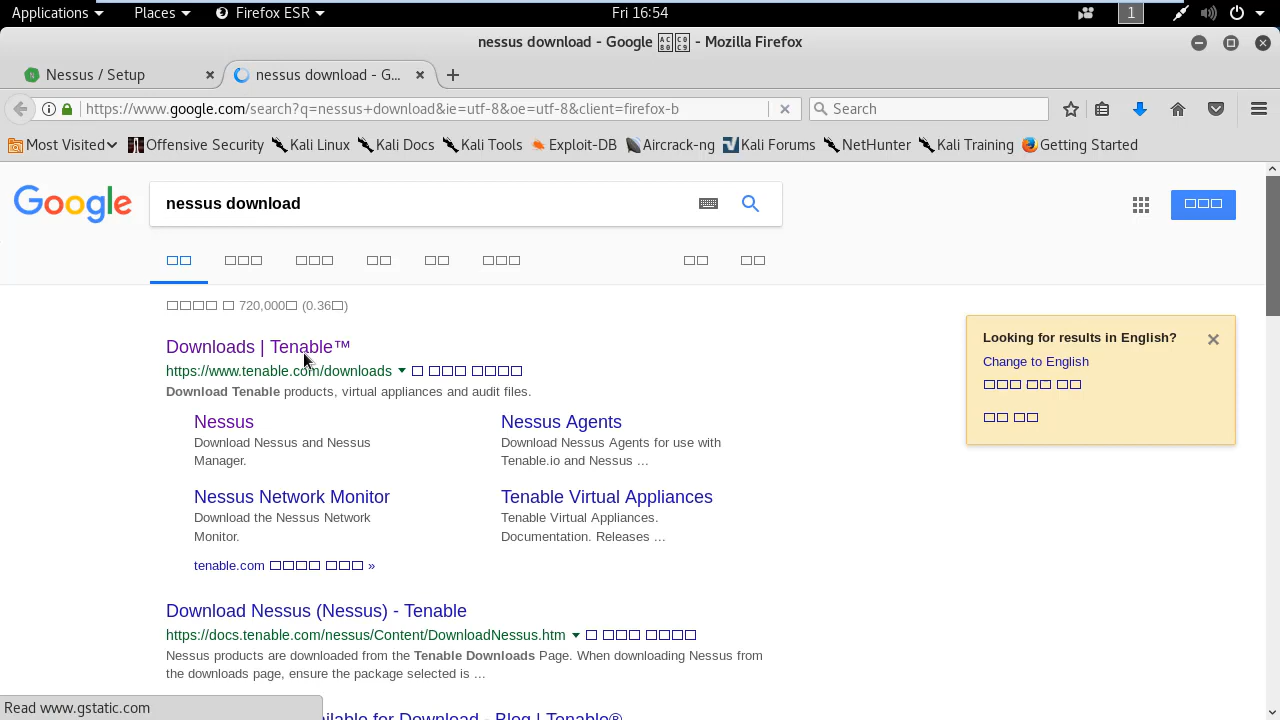 Applications Places Firefox ESR Fri 16:54 1
nessus download - Google - Mozilla Firefox
Nessus / Setup nessus download - G...
https://www.google.com/search?q=nessus+download&ie=utf-8&oe=utf-8&client=firefox-b Search
Most Visited Offensive Security Kali Linux Kali Docs Kali Tools Exploit-DB Aircrack-ng Kali Forums NetHunter Kali Training Getting Started
Google nessus download
720,000 (0.36)
Downloads | Tenable™
https://www.tenable.com/downloads
Download Tenable products, virtual appliances and audit files.
Nessus
Download Nessus and Nessus
Manager.
Nessus Agents
Download Nessus Agents for use with
Tenable.io and Nessus ...
Nessus Network Monitor
Download the Nessus Network
Monitor.
Tenable Virtual Appliances
Tenable Virtual Appliances.
Documentation. Releases ...
tenable.com »
Download Nessus (Nessus) - Tenable
https://docs.tenable.com/nessus/Content/DownloadNessus.htm
Nessus products are downloaded from the Tenable Downloads Page. When downloading Nessus from
the downloads page, ensure the package selected is ...
for Download - Blog | Tenable®
Looking for results in English?
Change to English
Read www.gstatic.com